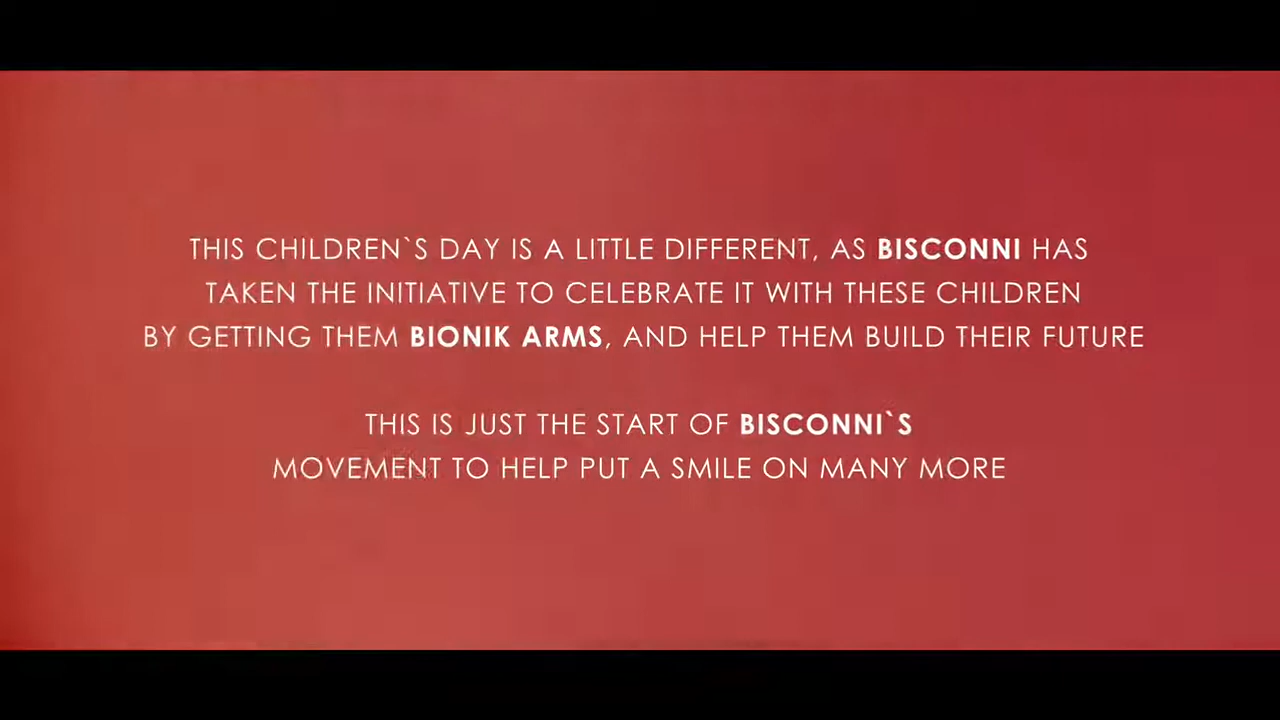 THIS CHILDREN`S DAY IS A LITTLE DIFFERENT, AS BISCONNI HAS
TAKEN THE INITIATIVE TO CELEBRATE IT WITH THESE CHILDREN
BY GETTING THEM BIONIK ARMS, AND HELP THEM BUILD THEIR FUTURE
THIS IS JUST THE START OF BISCONNI`S
MOVEMENT TO HELP PUT A SMILE ON MANY MORE